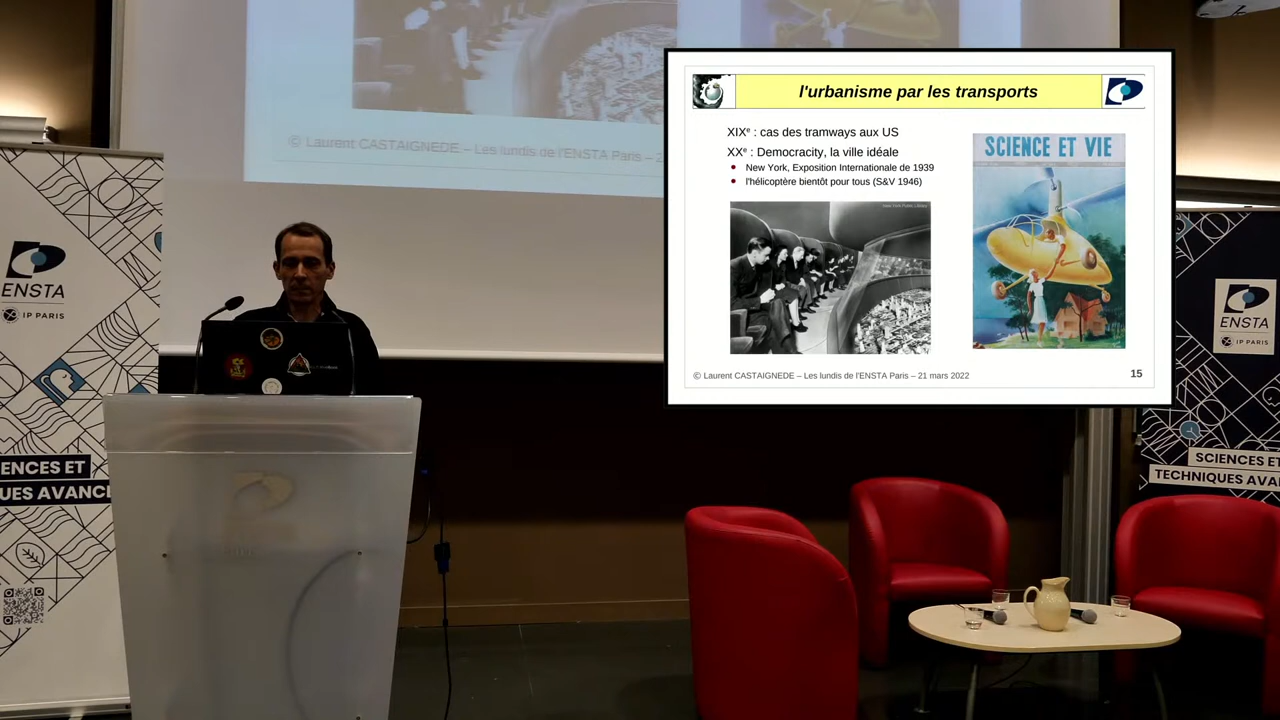 © Laurent CASTAIGNEDE – Les lundis de l'ENSTA Paris – 2
l'urbanisme par les transports
XIXᵉ : cas des tramways aux US
XXᵉ : Democracity, la ville idéale
New York, Exposition Internationale de 1939
l'hélicoptère bientôt pour tous (S&V 1946)
SCIENCE ET VIE
© Laurent CASTAIGNEDE – Les lundis de l'ENSTA Paris – 21 mars 2022
15
ENSTA
IP PARIS
ENCES ET
UES AVANC
ENSTA
IP PARIS
SCIENCES ET
TECHNIQUES AVA